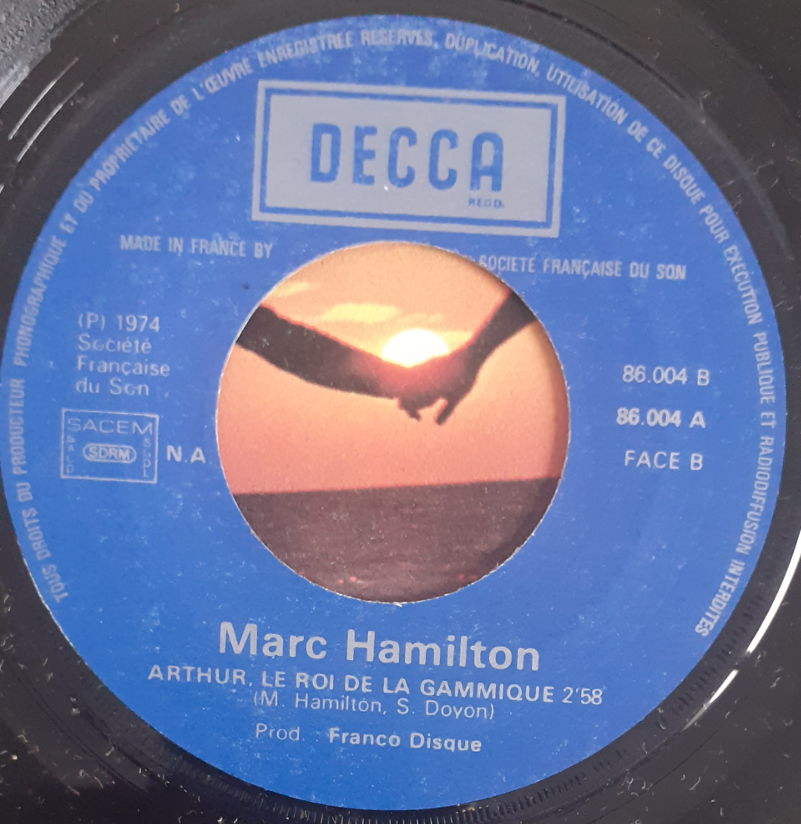 TOUS DROITS DU PRODUCTEUR PHONOGRAPHIQUE ET DU PROPRIETAIRE DE L'ŒUVRE ENREGISTREE RESERVES. DUPLICATION, UTILISATION DE CE DISQUE POUR EXECUTION PUBLIQUE ET RADIODIFFUSION INTERDITES
DECCA
REGD.
MADE IN FRANCE BY SOCIETE FRANÇAISE DU SON
(P) 1974
Société
Française
du Son
86.004 B
86.004 A
FACE B
SACEM
SDRM
N.A
Marc Hamilton
ARTHUR, LE ROI DE LA GAMMIQUE 2'58
(M. Hamilton, S. Doyon)
Prod. Franco Disque